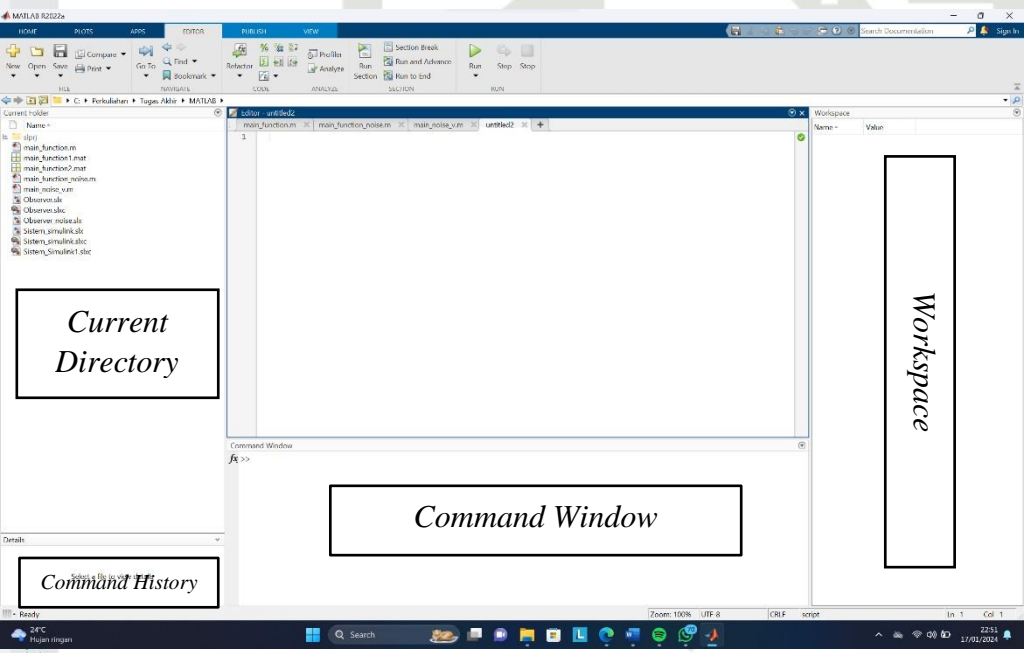 MATLAB R2022a
HOME PLOTS APPS EDITOR PUBLISH VIEW
Search Documentation
Sign In
New Open Save Compare Print
Go To Find Bookmark
Refactor
Profiler Analyze
Run Section
Section Break
Run and Advance
Run to End
Run Step Stop
FILE NAVIGATE CODE ANALYZE SECTION RUN
C: Perkuliahan Tugas Akhir MATLAB
Current Folder
Name
slprj
main_function.m
main_function1.mat
main_function2.mat
main_function_noise.m
main_noise_v.m
Observer.slx
Observer.slxc
Observer_noise.slx
Sistem_simulink.slx
Sistem_simulink.slxc
Sistem_Simulink1.slxc
Current
Directory
Details
Select a file to view details
Command History
Editor - untitled2
main_function.m main_function_noise.m main_noise_v.m untitled2 +
1
Command Window
fx >>
Command Window
Workspace
Name Value
Workspace
Ready
Zoom: 100% UTF-8 CRLF script Ln 1 Col 1
24°C
Hujan ringan
Search
22:51
17/01/2024